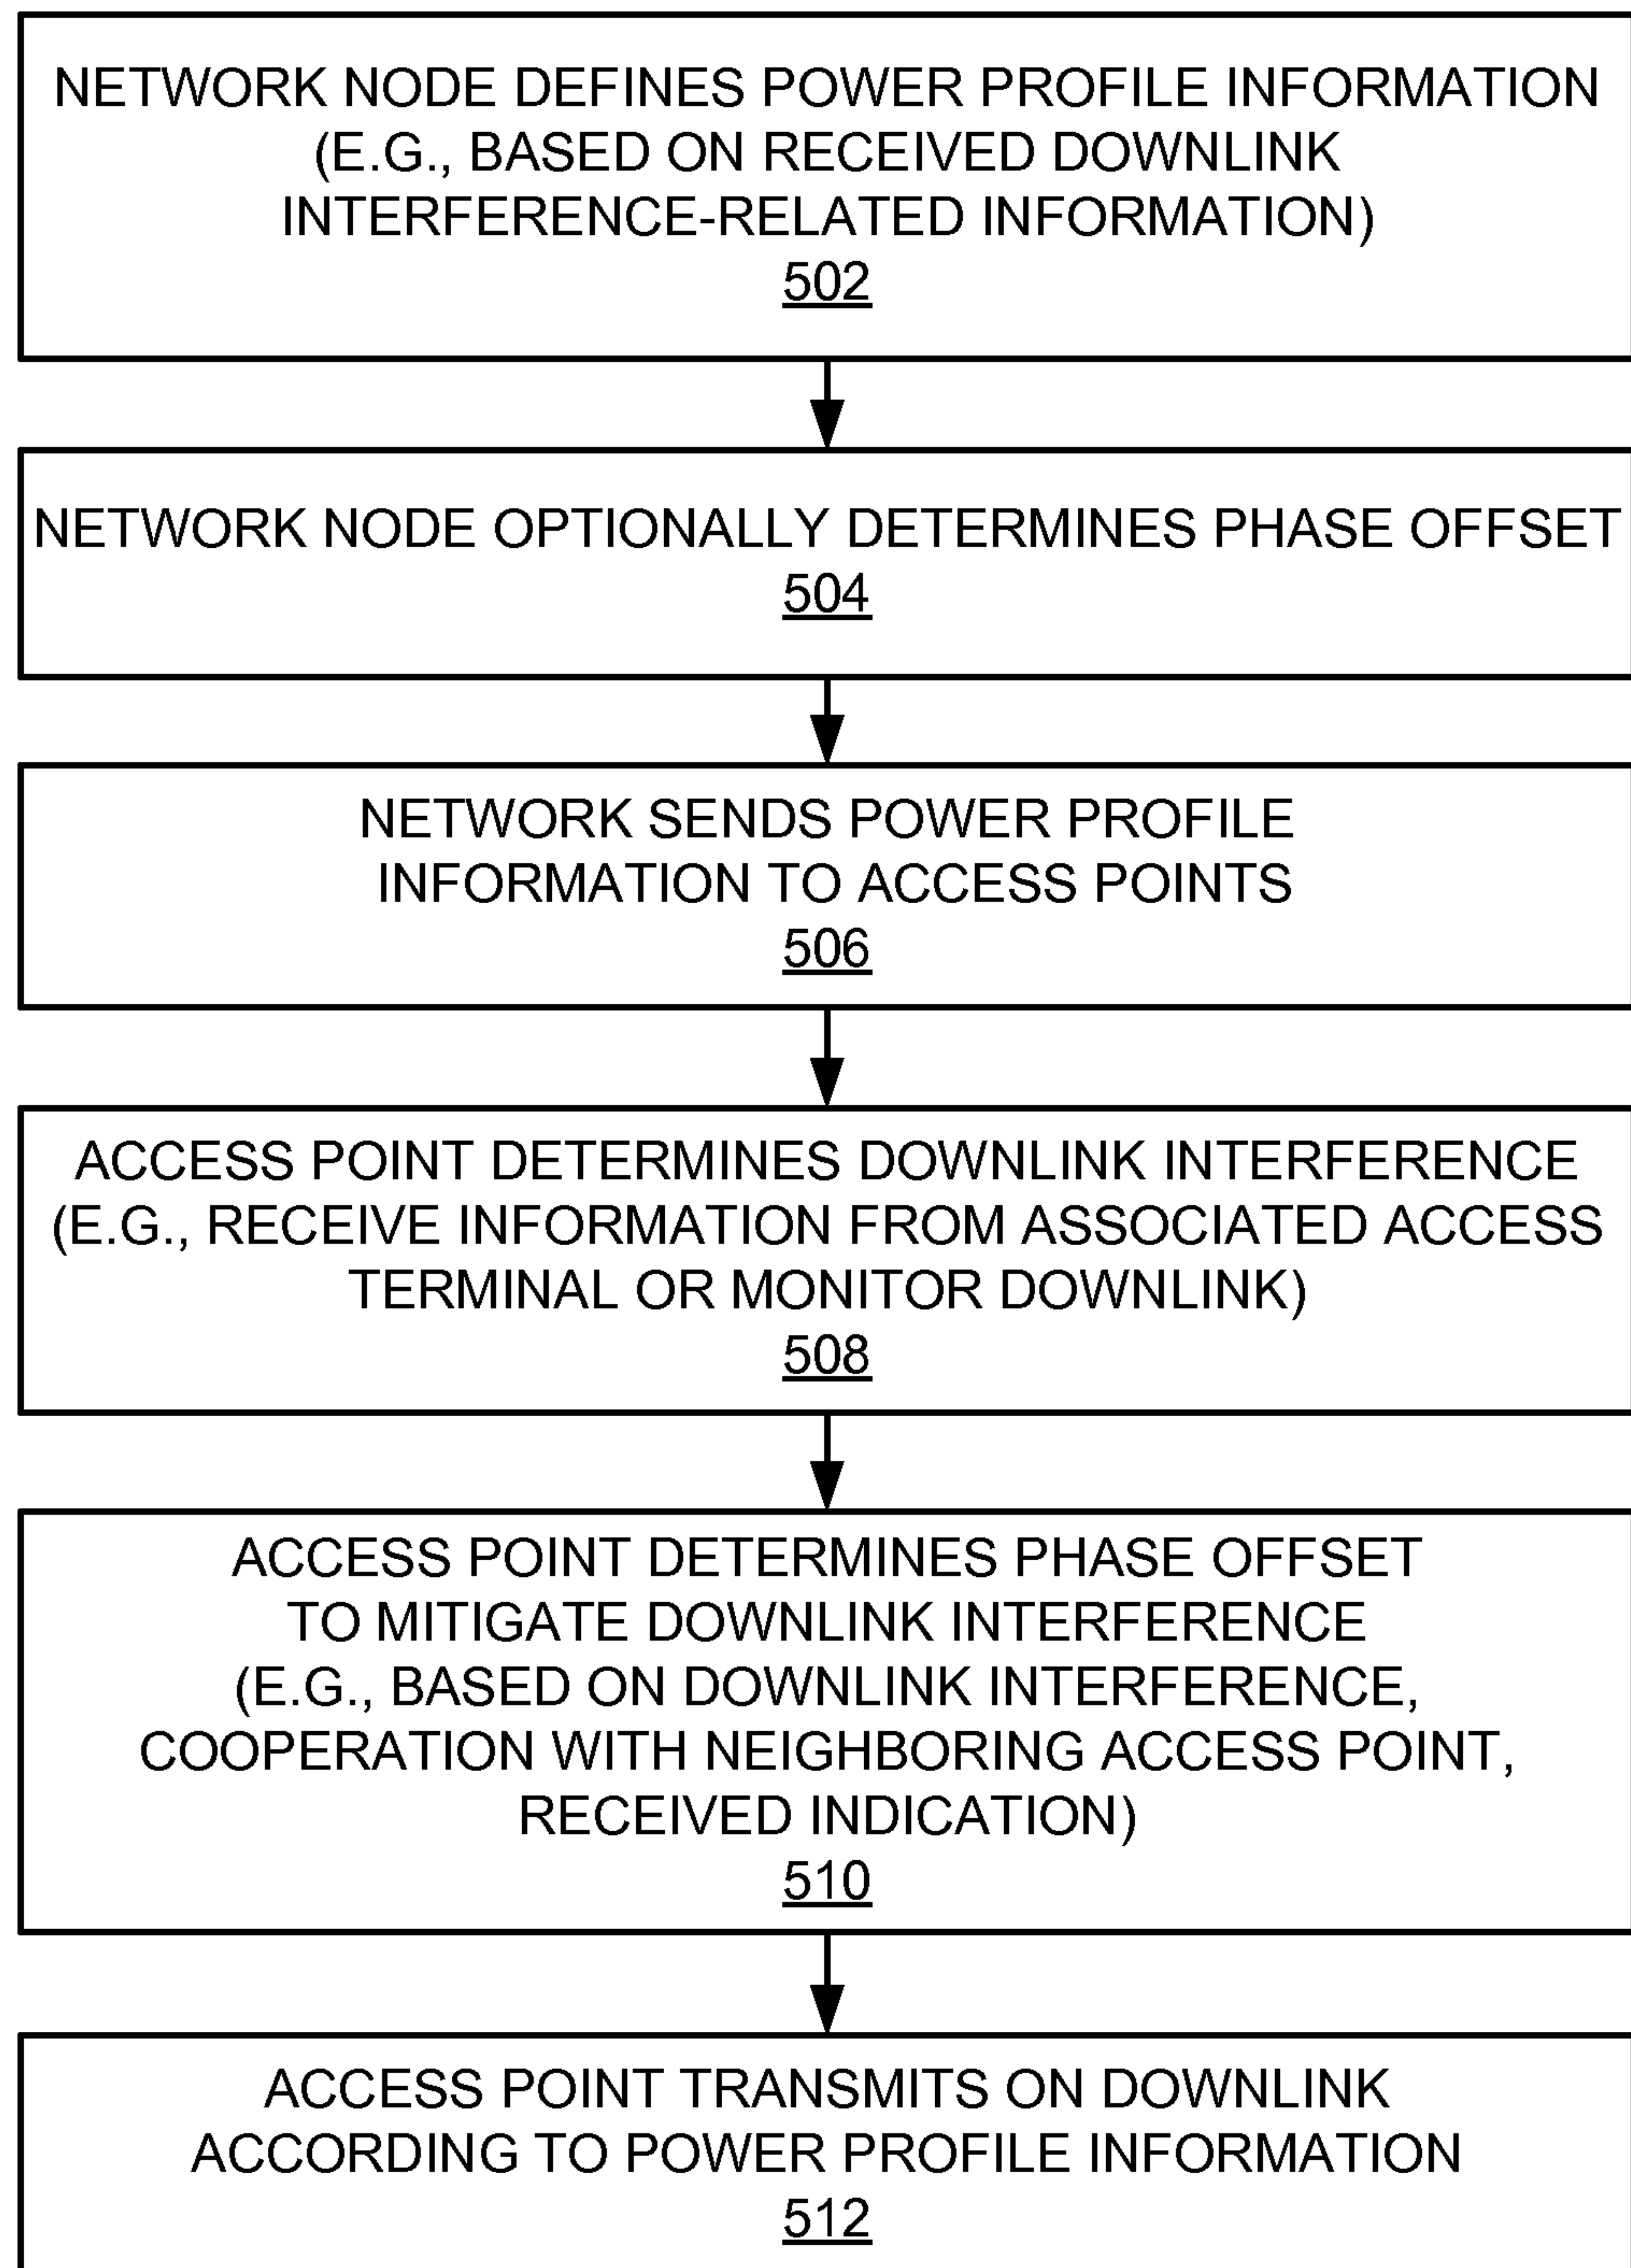 NETWORK NODE DEFINES POWER PROFILE INFORMATION
(E.G., BASED ON RECEIVED DOWNLINK
INTERFERENCE-RELATED INFORMATION)
502
NETWORK NODE OPTIONALLY DETERMINES PHASE OFFSET
504
NETWORK SENDS POWER PROFILE
INFORMATION TO ACCESS POINTS
506
ACCESS POINT DETERMINES DOWNLINK INTERFERENCE
(E.G., RECEIVE INFORMATION FROM ASSOCIATED ACCESS
TERMINAL OR MONITOR DOWNLINK)
508
ACCESS POINT DETERMINES PHASE OFFSET
TO MITIGATE DOWNLINK INTERFERENCE
(E.G., BASED ON DOWNLINK INTERFERENCE,
COOPERATION WITH NEIGHBORING ACCESS POINT,
RECEIVED INDICATION)
510
ACCESS POINT TRANSMITS ON DOWNLINK
ACCORDING TO POWER PROFILE INFORMATION
512